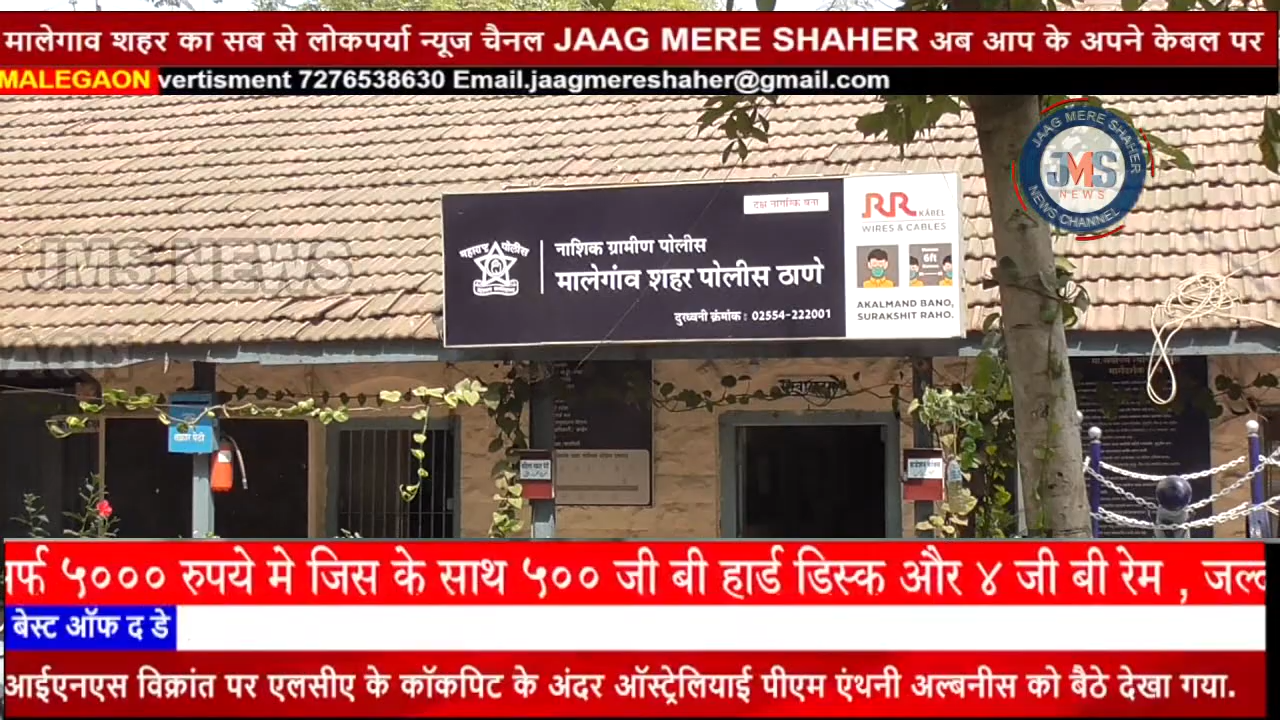 मालेगाव शहर का सब से लोकपर्या न्यूज चैनल JAAG MERE SHAHER अब आप के अपने केबल पर
MALEGAON vertisment 7276538630 Email.jaagmereshaher@gmail.com
JAAG MERE SHAHER
JMS
NEWS
NEWS CHANNEL
JMS NEWS
दक्ष नागरिक बना
महाराष्ट्र पोलीस
नाशिक ग्रामीण पोलीस
मालेगांव शहर पोलीस ठाणे
दुरध्वनी क्रंमांक : 02554-222001
RR KABEL
WIRES & CABLES
6ft
AKALMAND BANO,
SURAKSHIT RAHO.
तक्रार पेटी
र्फ ५००० रुपये मे जिस के साथ ५०० जी बी हार्ड डिस्क और ४ जी बी रेम , जल्द
बेस्ट ऑफ द डे
आईएनएस विक्रांत पर एलसीए के कॉकपिट के अंदर ऑस्ट्रेलियाई पीएम एंथनी अल्बनीस को बैठे देखा गया.